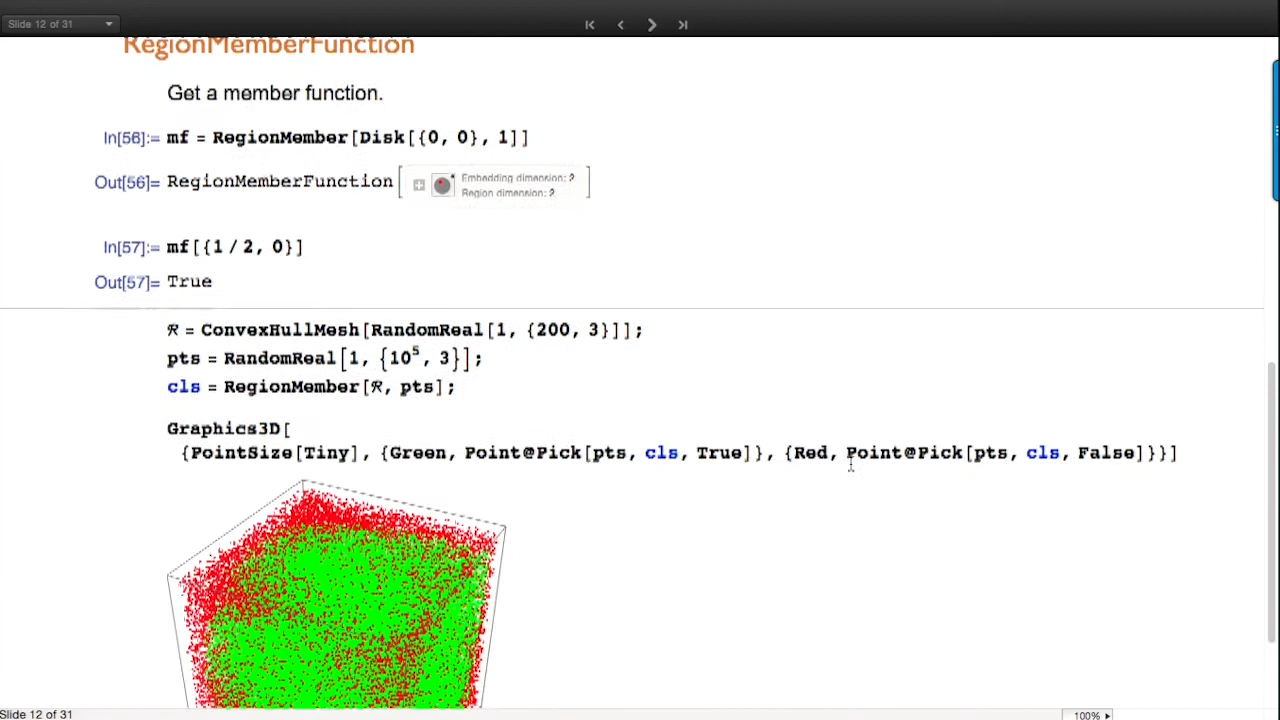 Slide 12 of 31
RegionMemberFunction
Get a member function.
In[56]:= mf = RegionMember[Disk[{0, 0}, 1]]
Out[56]= RegionMemberFunction[ Embedding dimension: 2
Region dimension: 2 ]
In[57]:= mf[{1/2, 0}]
Out[57]= True
ℛ = ConvexHullMesh[RandomReal[1, {200, 3}]];
pts = RandomReal[1, {10⁵, 3}];
cls = RegionMember[ℛ, pts];
Graphics3D[
{PointSize[Tiny], {Green, Point@Pick[pts, cls, True]}, {Red, Point@Pick[pts, cls, False]}}]
Slide 12 of 31
100%